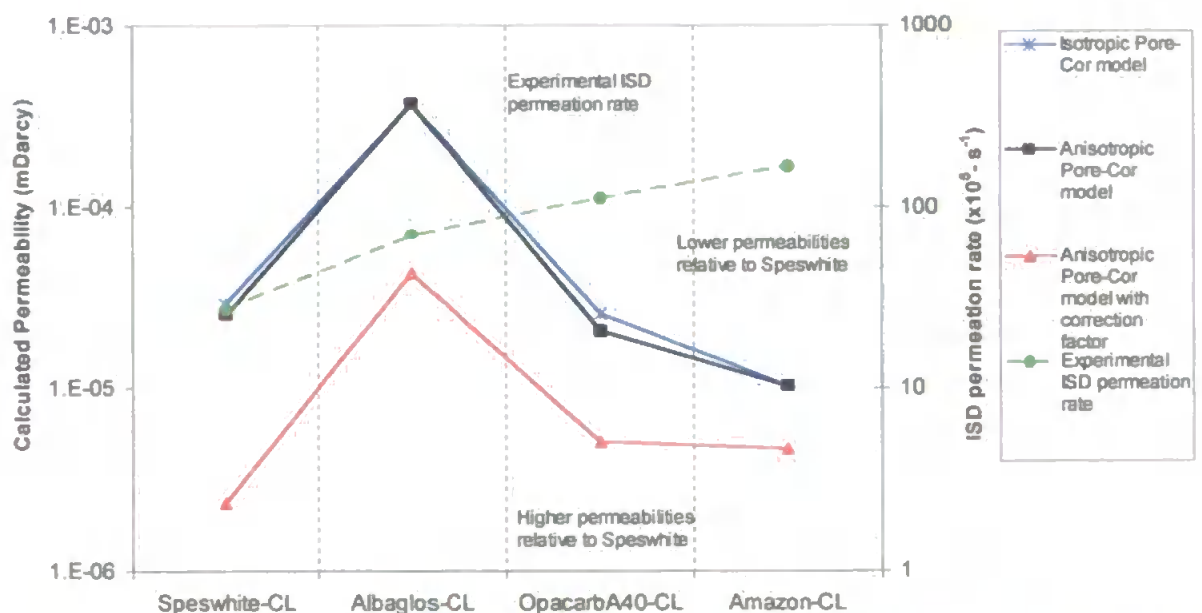 1.E-03
1.E-04
1.E-05
1.E-06
Calculated Permeability (mDarcy)
Experimental ISD
permeation rate
Lower permeabilities
relative to Speswhite
Higher permeabilities
relative to Speswhite
1000
100
10
1
ISD permeation rate (x10⁶- s⁻¹)
Speswhite-CL
Albaglos-CL
OpacarbA40-CL
Amazon-CL
Isotropic Pore-
Cor model
Anisotropic
Pore-Cor
model
Anisotropic
Pore-Cor
model with
correction
factor
Experimental
ISD permeation
rate